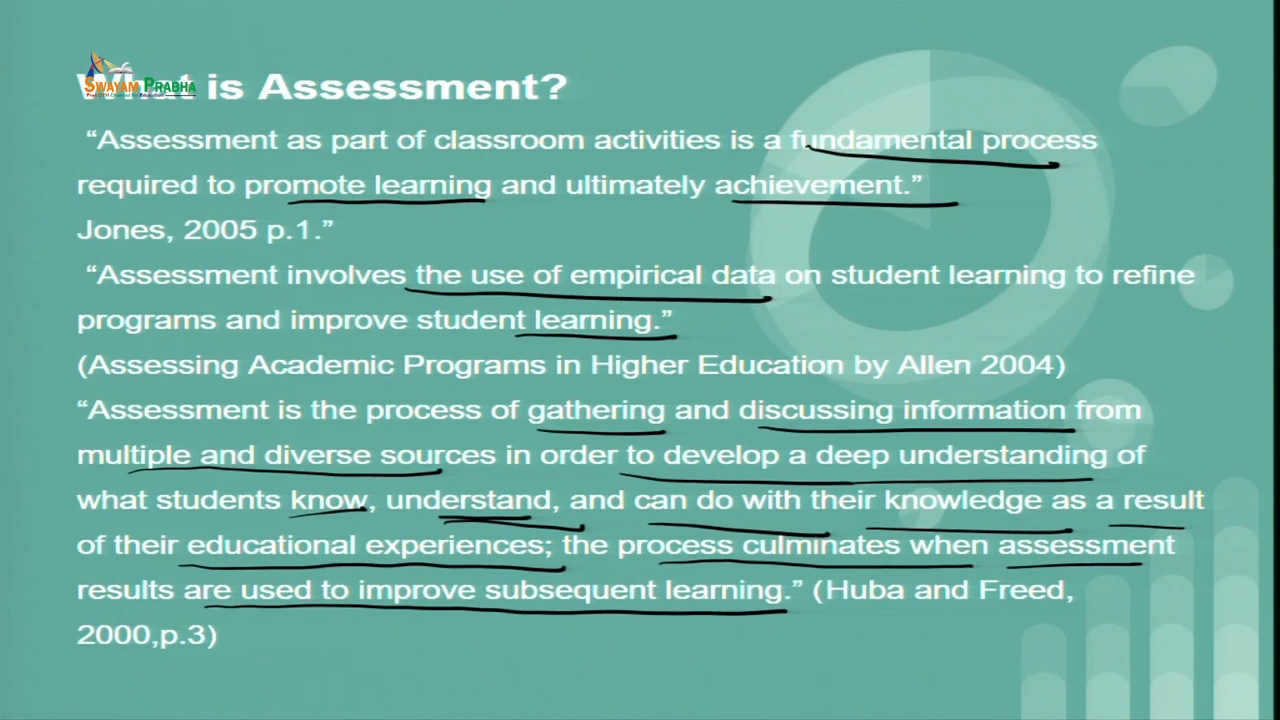 What is Assessment?
SWAYAM PRABHA
“Assessment as part of classroom activities is a fundamental process
required to promote learning and ultimately achievement.”
Jones, 2005 p.1.”
“Assessment involves the use of empirical data on student learning to refine
programs and improve student learning.”
(Assessing Academic Programs in Higher Education by Allen 2004)
“Assessment is the process of gathering and discussing information from
multiple and diverse sources in order to develop a deep understanding of
what students know, understand, and can do with their knowledge as a result
of their educational experiences; the process culminates when assessment
results are used to improve subsequent learning.” (Huba and Freed,
2000,p.3)